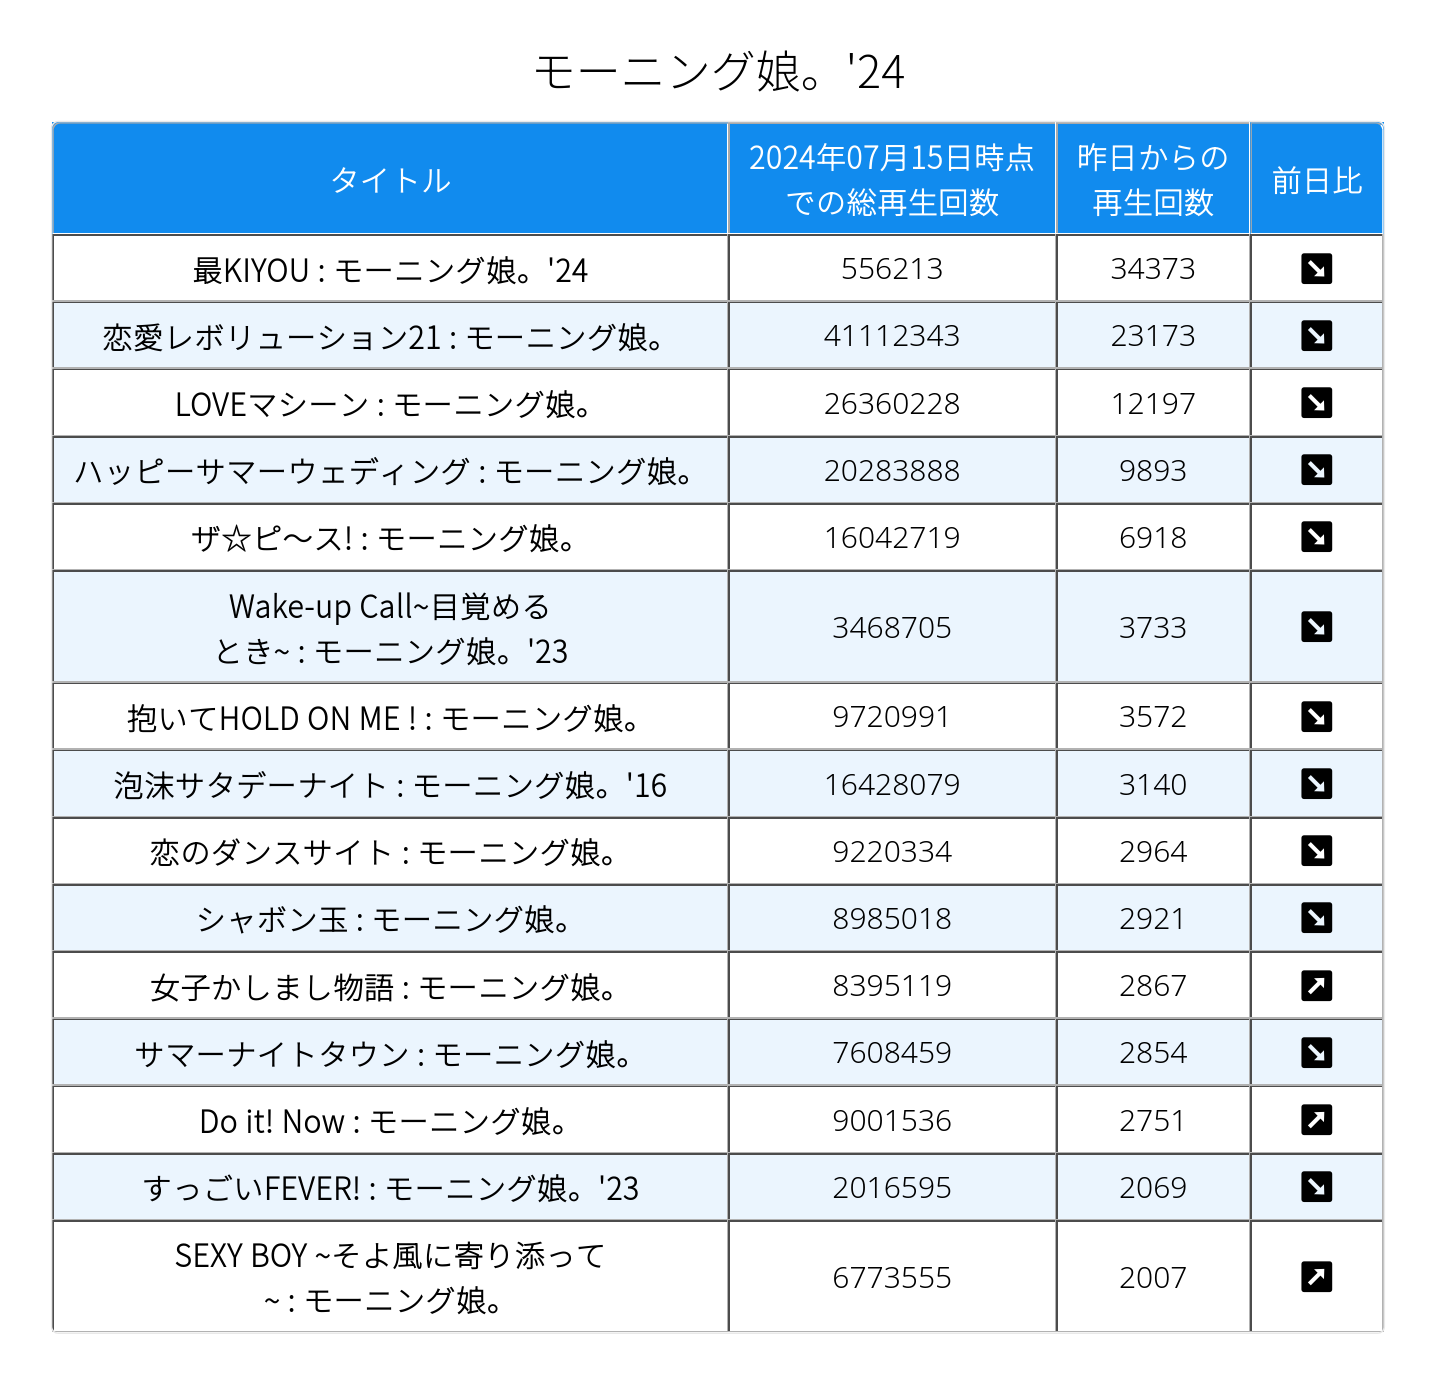 モーニング娘。'24
タイトル
2024年07月15日時点
での総再生回数
昨日からの
再生回数
前日比
最KIYOU : モーニング娘。'24 556213 34373 ↘
恋愛レボリューション21 : モーニング娘。 41112343 23173 ↘
LOVEマシーン : モーニング娘。 26360228 12197 ↘
ハッピーサマーウェディング : モーニング娘。 20283888 9893 ↘
ザ☆ピ〜ス! : モーニング娘。 16042719 6918 ↘
Wake-up Call~目覚める
とき~ : モーニング娘。'23 3468705 3733 ↘
抱いてHOLD ON ME ! : モーニング娘。 9720991 3572 ↘
泡沫サタデーナイト : モーニング娘。'16 16428079 3140 ↘
恋のダンスサイト : モーニング娘。 9220334 2964 ↘
シャボン玉 : モーニング娘。 8985018 2921 ↘
女子かしまし物語 : モーニング娘。 8395119 2867 ↗
サマーナイトタウン : モーニング娘。 7608459 2854 ↘
Do it! Now : モーニング娘。 9001536 2751 ↗
すっごいFEVER! : モーニング娘。'23 2016595 2069 ↘
SEXY BOY ~そよ風に寄り添って
~ : モーニング娘。 6773555 2007 ↗